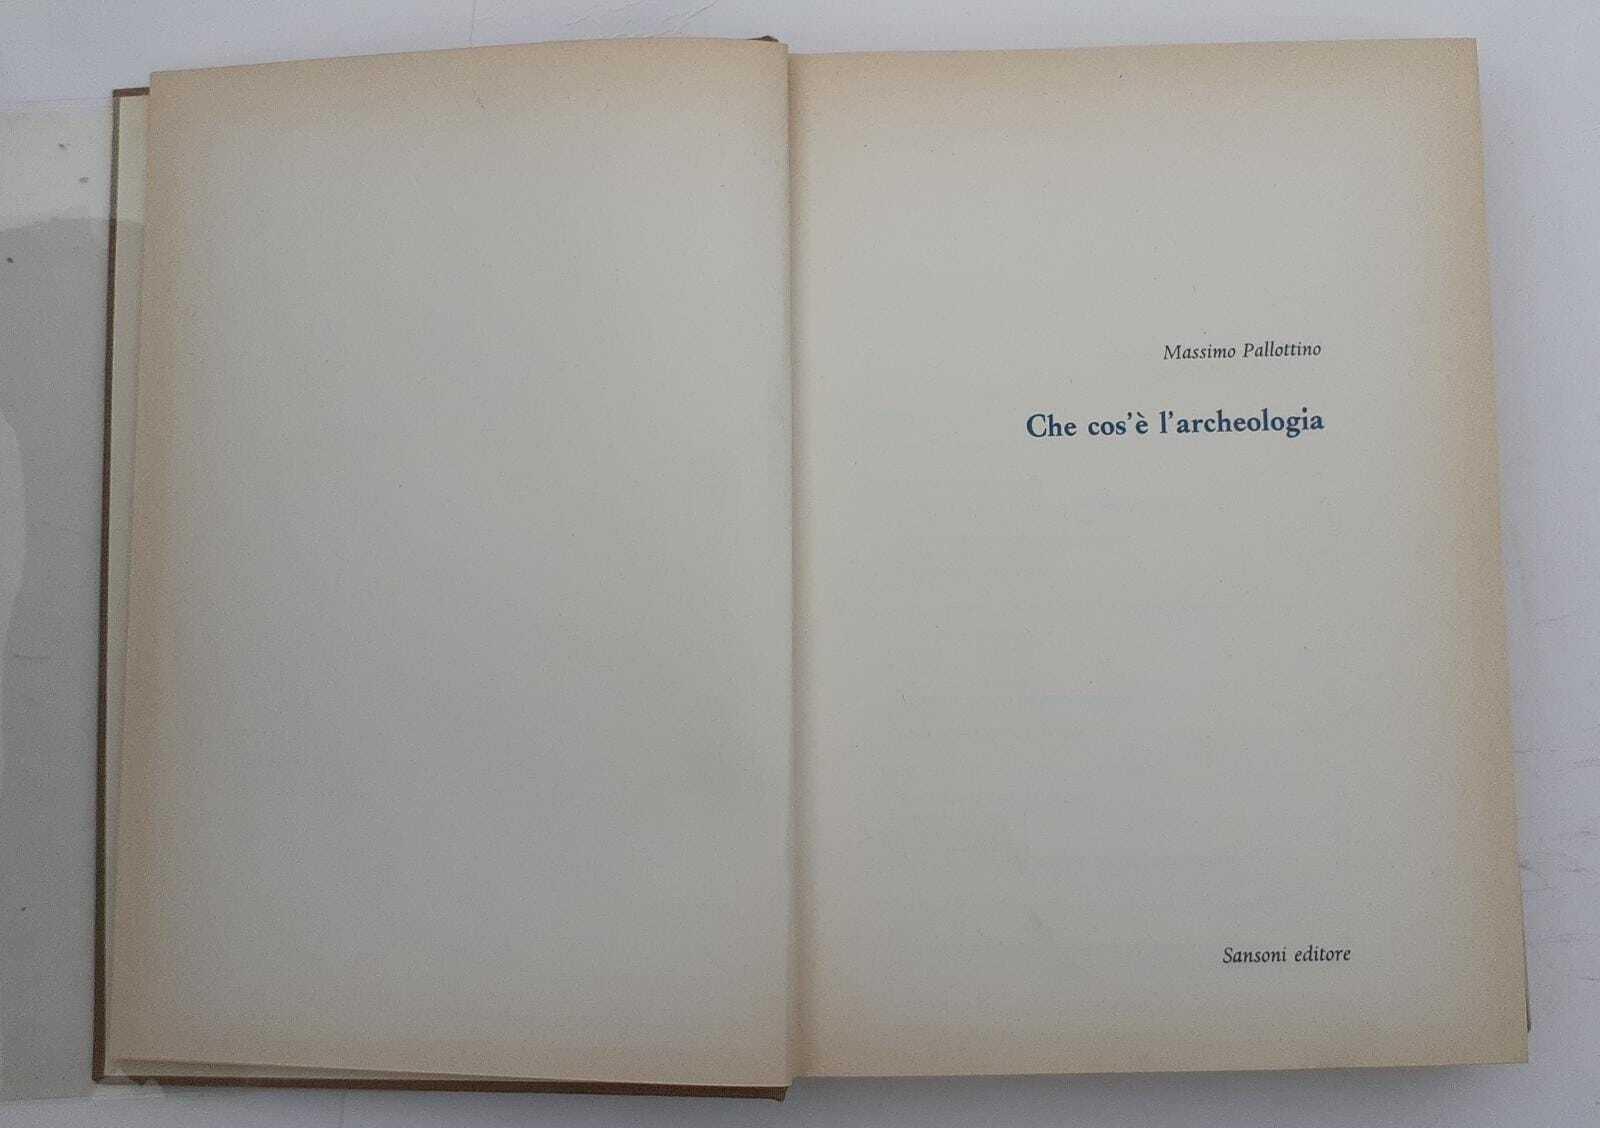 Massimo Pallottino
Che cos'è l'archeologia
Sansoni editore